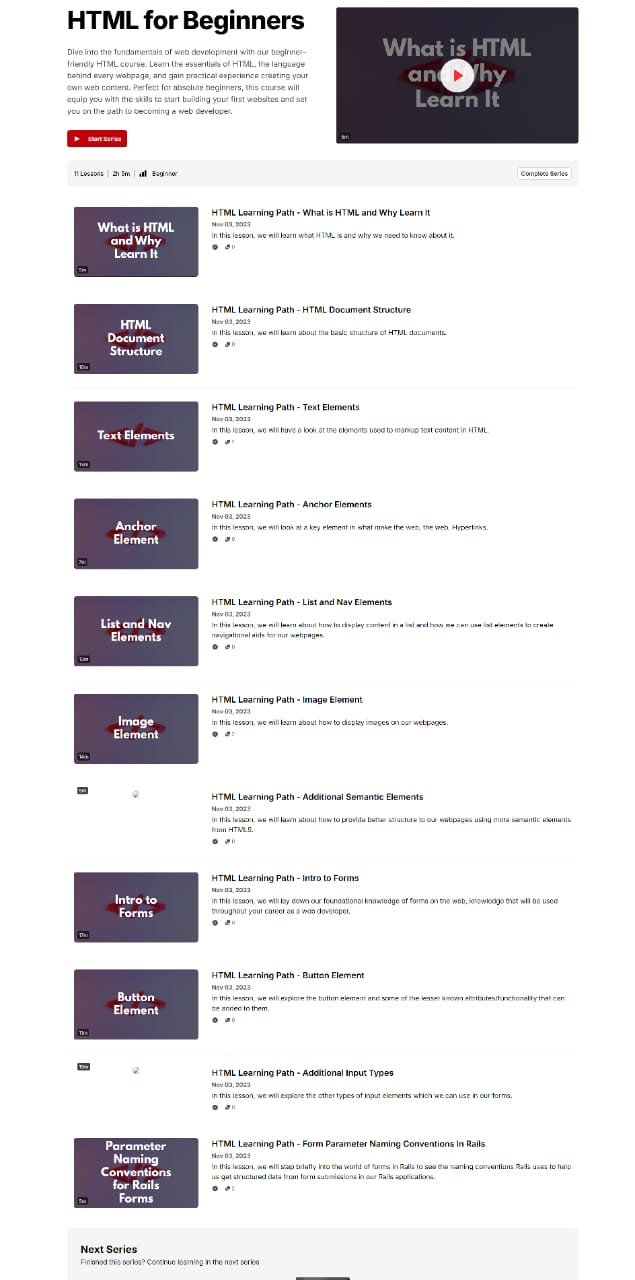 HTML for Beginners
Dive into the fundamentals of web development with our beginner-
friendly HTML course. Learn the essentials of HTML, the language
behind every webpage, and gain practical experience creating your
own web content. Perfect for absolute beginners, this course will
equip you with the skills to start building your first websites and set
you on the path to becoming a web developer.
Start Series
What is HTML
and Why
Learn It
5m
11 Lessons | 2h 5m | Beginner
Complete Series
What is HTML
and Why
Learn It
5m
HTML Learning Path - What is HTML and Why Learn It
Nov 03, 2023
In this lesson, we will learn what HTML is and why we need to know about it.
0
HTML
Document
Structure
HTML Learning Path - HTML Document Structure
Nov 03, 2023
In this lesson, we will learn about the basic structure of HTML documents.
0
Text Elements
HTML Learning Path - Text Elements
Nov 03, 2023
In this lesson, we will have a look at the elements used to markup text content in HTML.
Anchor
Element
7m
HTML Learning Path - Anchor Elements
Nov 03, 2023
In this lesson, we will look at a key element in what make the web, the web. Hyperlinks.
0
List and Nav
Elements
HTML Learning Path - List and Nav Elements
Nov 03, 2023
In this lesson, we will learn about how to display content in a list and how we can use list elements to create
navigational aids for our webpages.
0
Image
Element
14m
HTML Learning Path - Image Element
Nov 03, 2023
In this lesson, we will learn about how to display images on our webpages.
2
HTML Learning Path - Additional Semantic Elements
Nov 03, 2023
In this lesson, we will learn about how to provide better structure to our webpages using more semantic elements
from HTML5.
0
Intro to
Forms
17m
HTML Learning Path - Intro to Forms
Nov 03, 2023
In this lesson, we will lay down our foundational knowledge of forms on the web, knowledge that will be used
throughout your career as a web developer.
0
Button
Element
HTML Learning Path - Button Element
Nov 03, 2023
In this lesson, we will explore the button element and some of the lesser known attributes/functionality that can
be added to them.
0
HTML Learning Path - Additional Input Types
Nov 03, 2023
In this lesson, we will explore the other types of input elements which we can use in our forms.
0
Parameter
Naming
Conventions
for Rails
Forms
HTML Learning Path - Form Parameter Naming Conventions In Rails
Nov 03, 2023
In this lesson, we will step briefly into the world of forms in Rails to see the naming conventions Rails uses to help
us get structured data from form submissions in our Rails applications.
Next Series
Finished this series? Continue learning in the next series